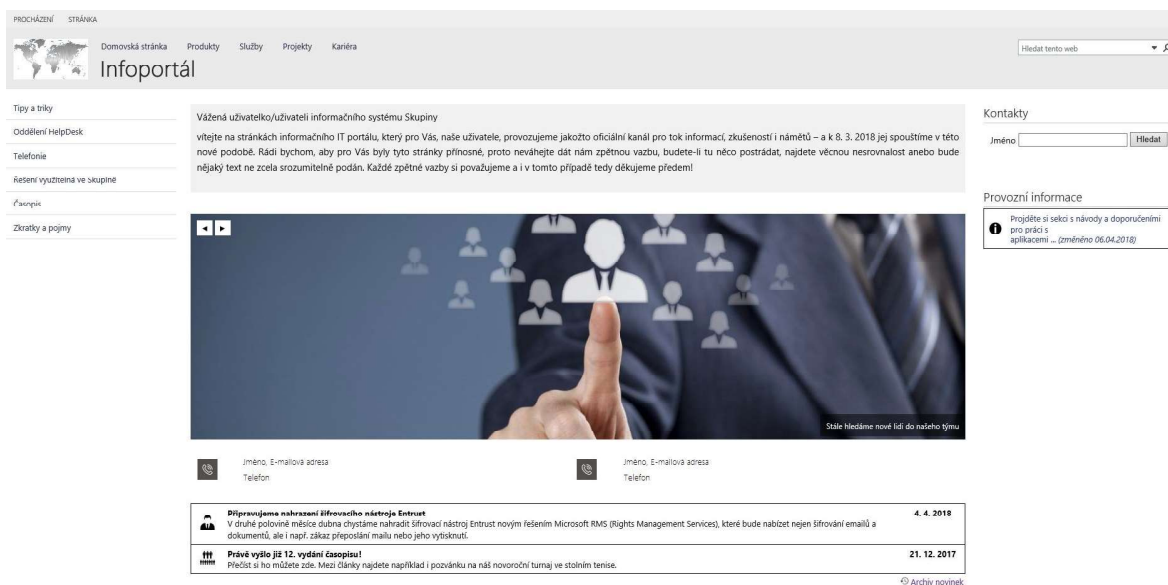 PROCHÁZENÍ STRÁNKA
Domovská stránka Produkty Služby Projekty Kariéra
Infoportál
Hledat tento web
Tipy a triky
Oddělení HelpDesk
Telefonie
Řešení využitelná ve Skupině
Časopis
Zkratky a pojmy
Vážená uživatelko/uživateli informačního systému Skupiny
vítejte na stránkách informačního IT portálu, který pro Vás, naše uživatele, provozujeme jakožto oficiální kanál pro tok informací, zkušeností i námětů – a k 8. 3. 2018 jej spouštíme v této
nové podobě. Rádi bychom, aby pro Vás byly tyto stránky přínosné, proto neváhejte dát nám zpětnou vazbu, budete-li tu něco postrádat, najdete věcnou nesrovnalost anebo bude
nějaký text ne zcela srozumitelně podán. Každé zpětné vazby si považujeme a i v tomto případě tedy děkujeme předem!
Stále hledáme nové lidi do našeho týmu
Jméno, E-mailová adresa
Telefon
Jméno, E-mailová adresa
Telefon
Připravujeme nahrazení šifrovacího nástroje Entrust 4. 4. 2018
V druhé polovině měsíce dubna chystáme nahradit šifrovací nástroj Entrust novým řešením Microsoft RMS (Rights Management Services), které bude nabízet nejen šifrování emailů a
dokumentů, ale i např. zákaz přeposlání mailu nebo jeho vytisknutí.
Právě vyšlo již 12. vydání časopisu! 21. 12. 2017
Přečíst si ho můžete zde. Mezi články najdete například i pozvánku na náš novoroční turnaj ve stolním tenise.
Archiv novinek
Kontakty
Jméno Hledat
Provozní informace
Projděte si sekci s návody a doporučeními
pro práci s
aplikacemi ... (změněno 06.04.2018)